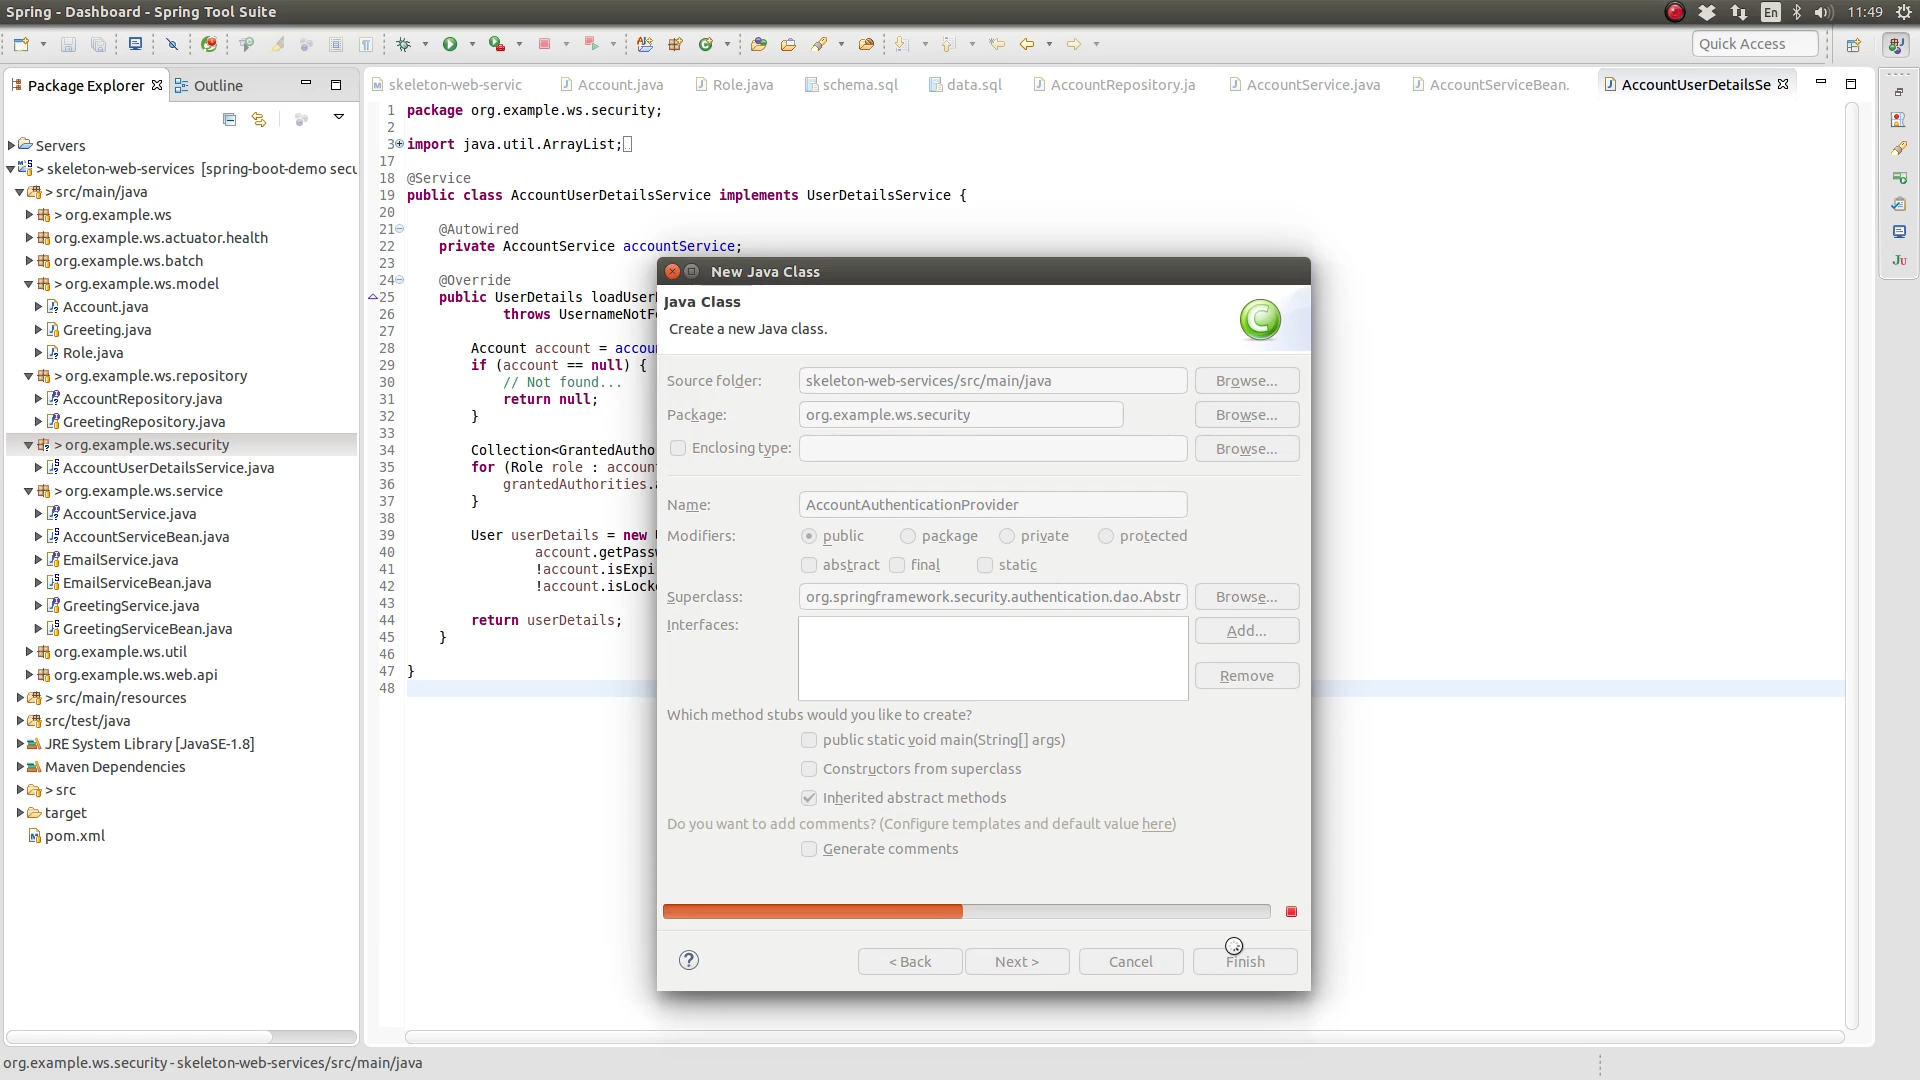 Spring - Dashboard - Spring Tool Suite
En
11:49
Quick Access
Package Explorer
Outline
skeleton-web-servic
Account.java
Role.java
schema.sql
data.sql
AccountRepository.ja
AccountService.java
AccountServiceBean.
AccountUserDetailsSe
Servers
> skeleton-web-services [spring-boot-demo secu
> src/main/java
> org.example.ws
> org.example.ws.actuator.health
> org.example.ws.batch
> org.example.ws.model
Account.java
Greeting.java
Role.java
> org.example.ws.repository
AccountRepository.java
GreetingRepository.java
> org.example.ws.security
AccountUserDetailsService.java
> org.example.ws.service
AccountService.java
AccountServiceBean.java
EmailService.java
EmailServiceBean.java
GreetingService.java
GreetingServiceBean.java
> org.example.ws.util
> org.example.ws.web.api
> src/main/resources
src/test/java
JRE System Library [JavaSE-1.8]
Maven Dependencies
> src
target
pom.xml
1 package org.example.ws.security;
2
3 import java.util.ArrayList;
17
18 @Service
19 public class AccountUserDetailsService implements UserDetailsService {
20
21 @Autowired
22 private AccountService accountService;
23
24 @Override
25 public UserDetails loadUserB
26 throws UsernameNotFo
27
28 Account account = accou
29 if (account == null) {
30 // Not found...
31 return null;
32 }
33
34 Collection<GrantedAutho
35 for (Role role : accoun
36 grantedAuthorities.a
37 }
38
39 User userDetails = new U
40 account.getPassw
41 !account.isExpi
42 !account.isLocke
43
44 return userDetails;
45 }
46
47 }
48
New Java Class
Java Class
Create a new Java class.
C
Source folder: skeleton-web-services/src/main/java Browse...
Package: org.example.ws.security Browse...
Enclosing type: Browse...
Name: AccountAuthenticationProvider
Modifiers: public package private protected
abstract final static
Superclass: org.springframework.security.authentication.dao.Abstr Browse...
Interfaces: Add...
Remove
Which method stubs would you like to create?
public static void main(String[] args)
Constructors from superclass
Inherited abstract methods
Do you want to add comments? (Configure templates and default value here)
Generate comments
? < Back Next > Cancel Finish
JU
org.example.ws.security - skeleton-web-services/src/main/java